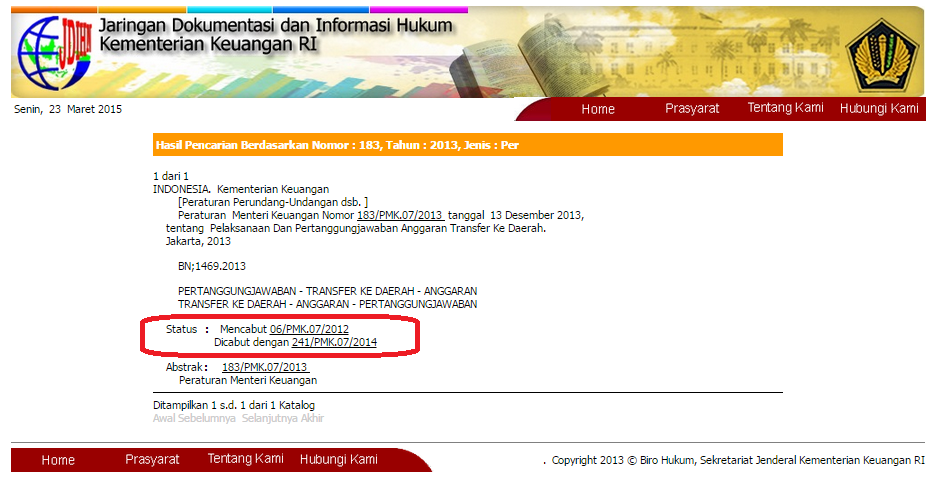 JDIHN
Jaringan Dokumentasi dan Informasi Hukum
Kementerian Keuangan RI
Senin, 23 Maret 2015
Home Prasyarat Tentang Kami Hubungi Kami
Hasil Pencarian Berdasarkan Nomor : 183, Tahun : 2013, Jenis : Per
1 dari 1
INDONESIA. Kementerian Keuangan
[Peraturan Perundang-Undangan dsb. ]
Peraturan Menteri Keuangan Nomor 183/PMK.07/2013 tanggal 13 Desember 2013,
tentang Pelaksanaan Dan Pertanggungjawaban Anggaran Transfer Ke Daerah.
Jakarta, 2013
BN;1469.2013
PERTANGGUNGJAWABAN - TRANSFER KE DAERAH - ANGGARAN
TRANSFER KE DAERAH - ANGGARAN - PERTANGGUNGJAWABAN
Status : Mencabut 06/PMK.07/2012
Dicabut dengan 241/PMK.07/2014
Abstrak : 183/PMK.07/2013
Peraturan Menteri Keuangan
Ditampilkan 1 s.d. 1 dari 1 Katalog
Awal Sebelumnya Selanjutnya Akhir
Home Prasyarat Tentang Kami Hubungi Kami
. Copyright 2013 © Biro Hukum, Sekretariat Jenderal Kementerian Keuangan RI